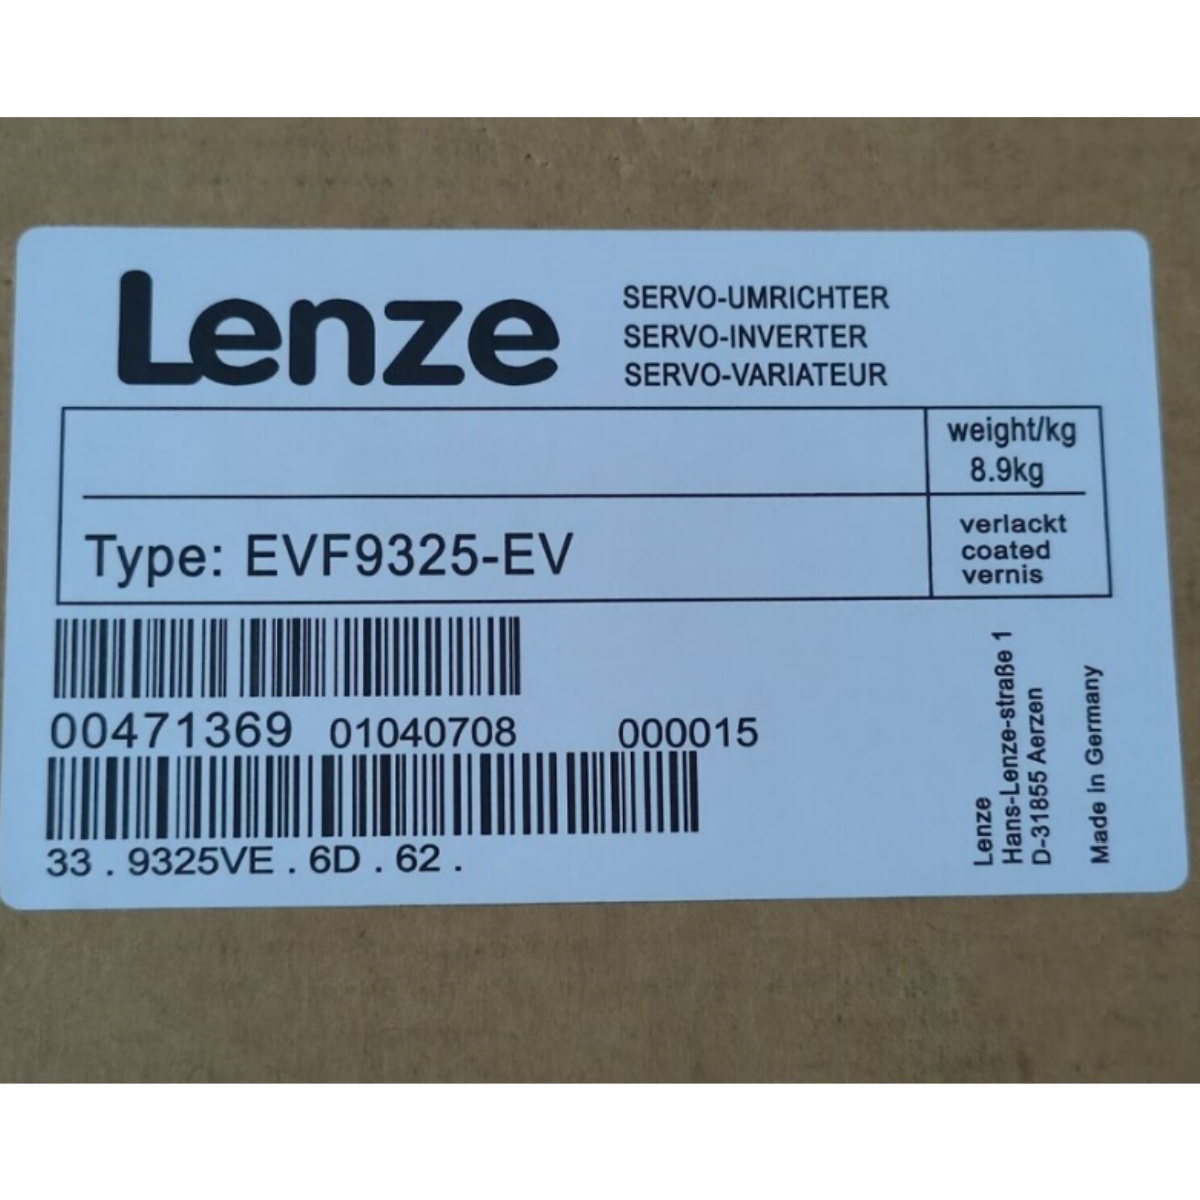 Lenze
SERVO-UMRICHTER
SERVO-INVERTER
SERVO-VARIATEUR
weight/kg
8.9kg
Type: EVF9325-EV
verlackt
coated
vernis
00471369 01040708 000015
33 . 9325VE . 6D . 62 .
Lenze
Hans-Lenze-straße 1
D-31855 Aerzen
Made In Germany